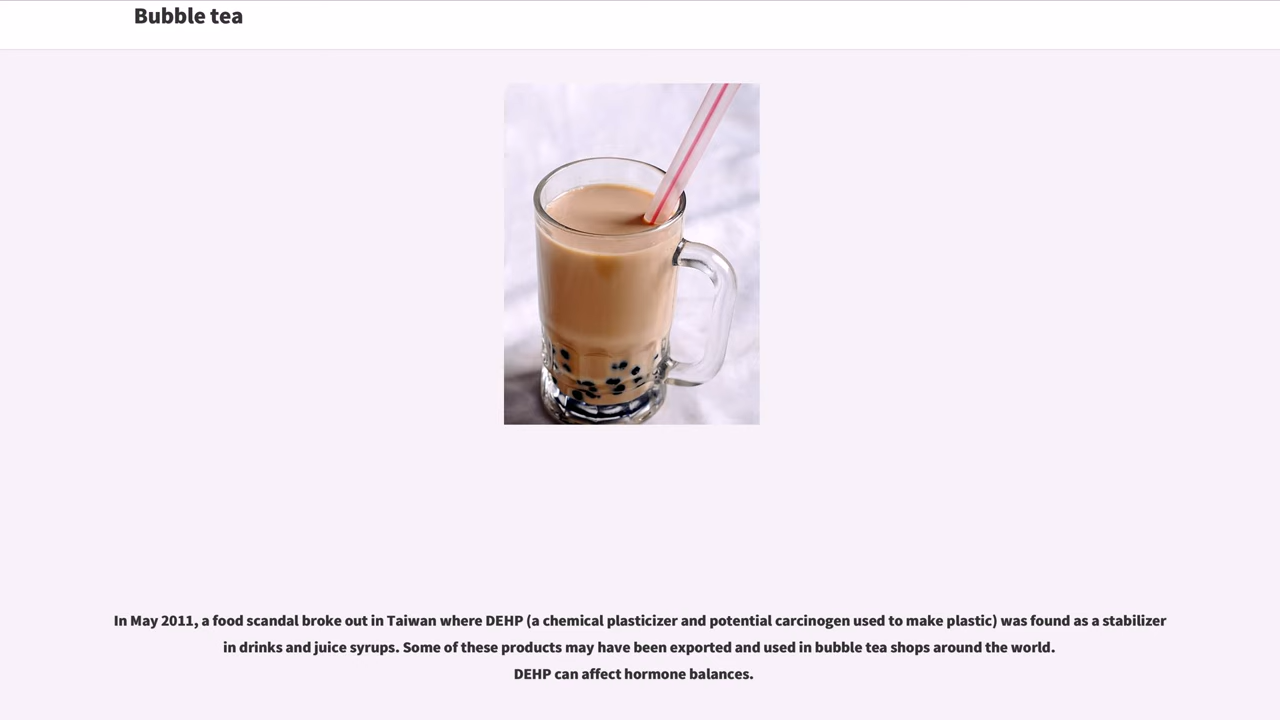 Bubble tea
In May 2011, a food scandal broke out in Taiwan where DEHP (a chemical plasticizer and potential carcinogen used to make plastic) was found as a stabilizer
in drinks and juice syrups. Some of these products may have been exported and used in bubble tea shops around the world.
DEHP can affect hormone balances.